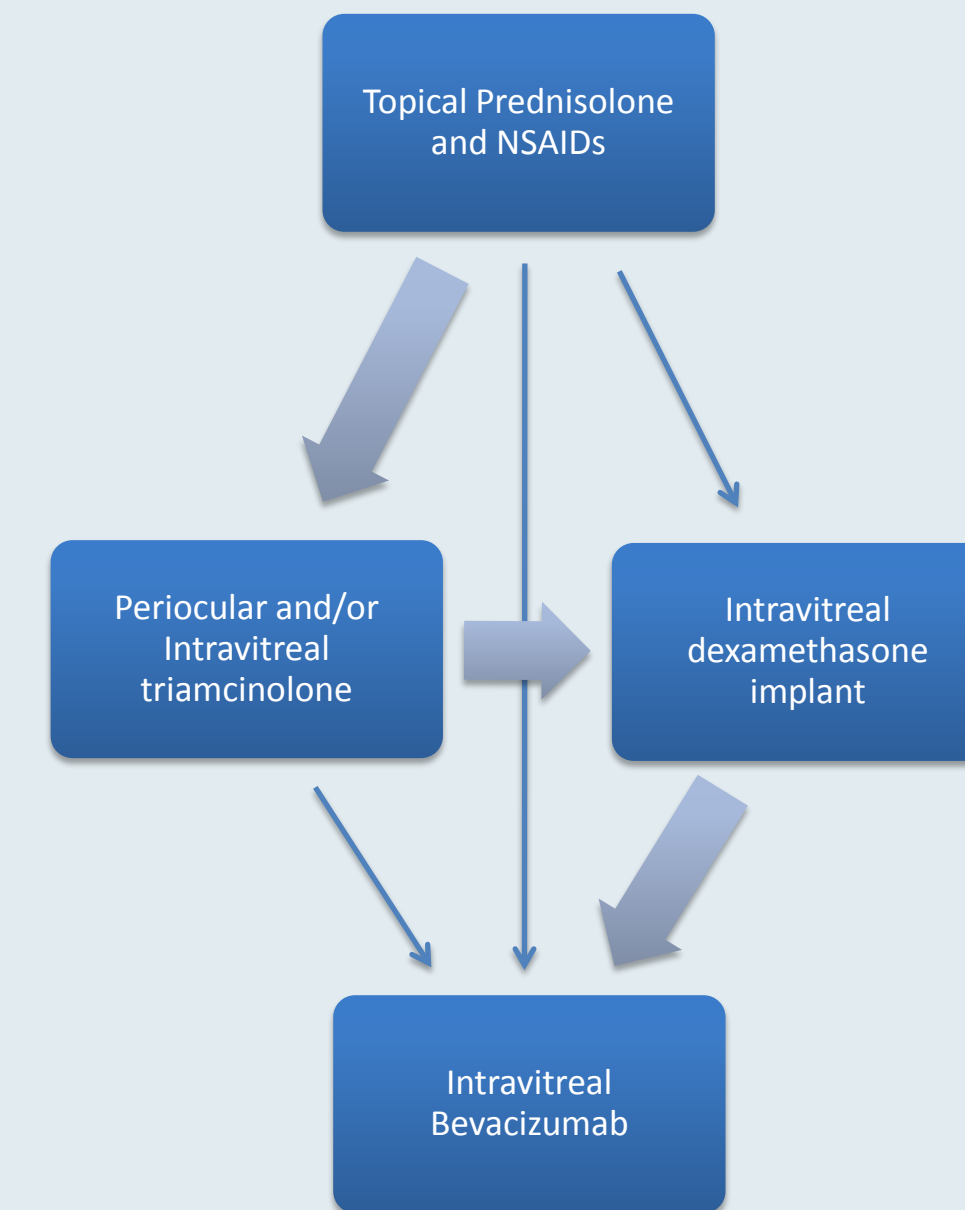 Topical Prednisolone
and NSAIDs
Periocular and/or
Intravitreal
triamcinolone
Intravitreal
dexamethasone
implant
Intravitreal
Bevacizumab